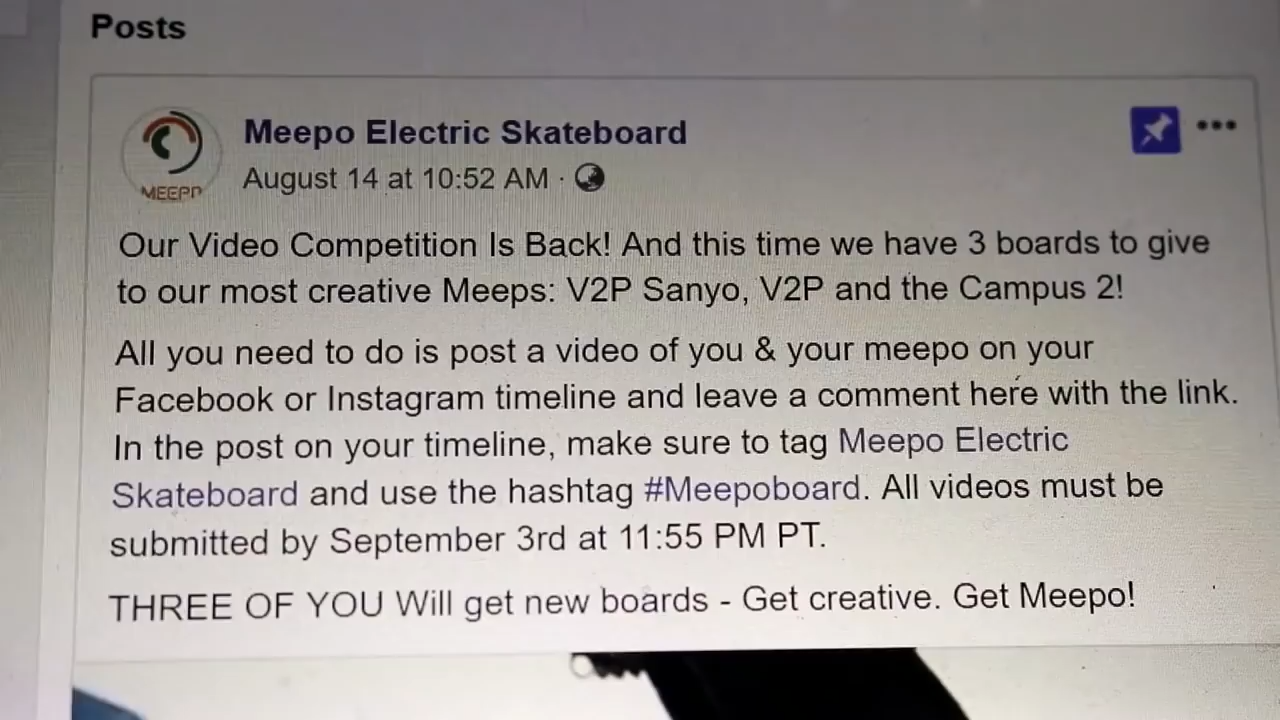 Posts
MEEPO
Meepo Electric Skateboard
August 14 at 10:52 AM ·
Our Video Competition Is Back! And this time we have 3 boards to give
to our most creative Meeps: V2P Sanyo, V2P and the Campus 2!
All you need to do is post a video of you & your meepo on your
Facebook or Instagram timeline and leave a comment here with the link.
In the post on your timeline, make sure to tag Meepo Electric
Skateboard and use the hashtag #Meepoboard. All videos must be
submitted by September 3rd at 11:55 PM PT.
THREE OF YOU Will get new boards - Get creative. Get Meepo!